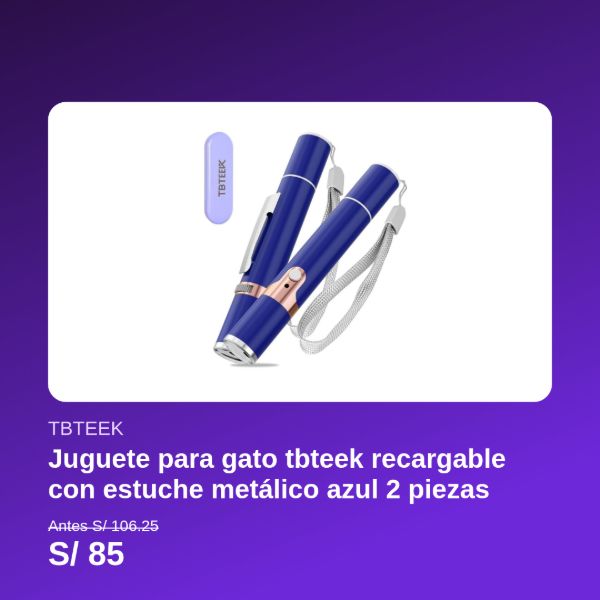 TBTEEK
TBTEEK
Juguete para gato tbteek recargable
con estuche metálico azul 2 piezas
Antes S/ 106.25
S/ 85